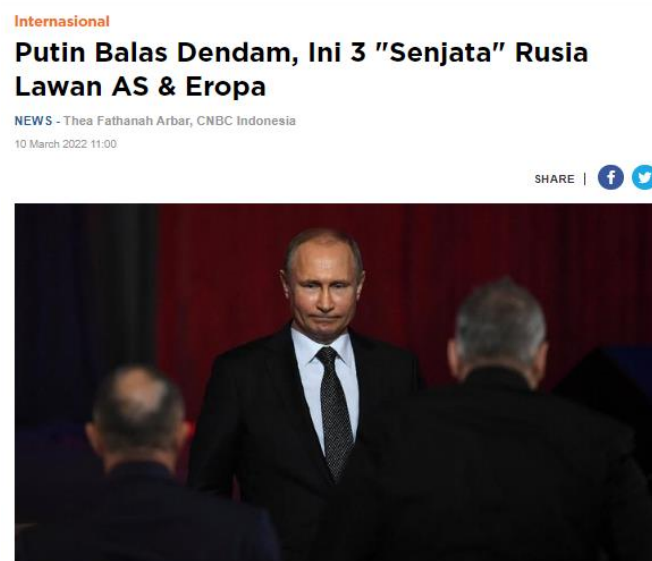 Internasional
Putin Balas Dendam, Ini 3 "Senjata" Rusia
Lawan AS & Eropa
NEWS - Thea Fathanah Arbar, CNBC Indonesia
10 March 2022 11:00
SHARE |